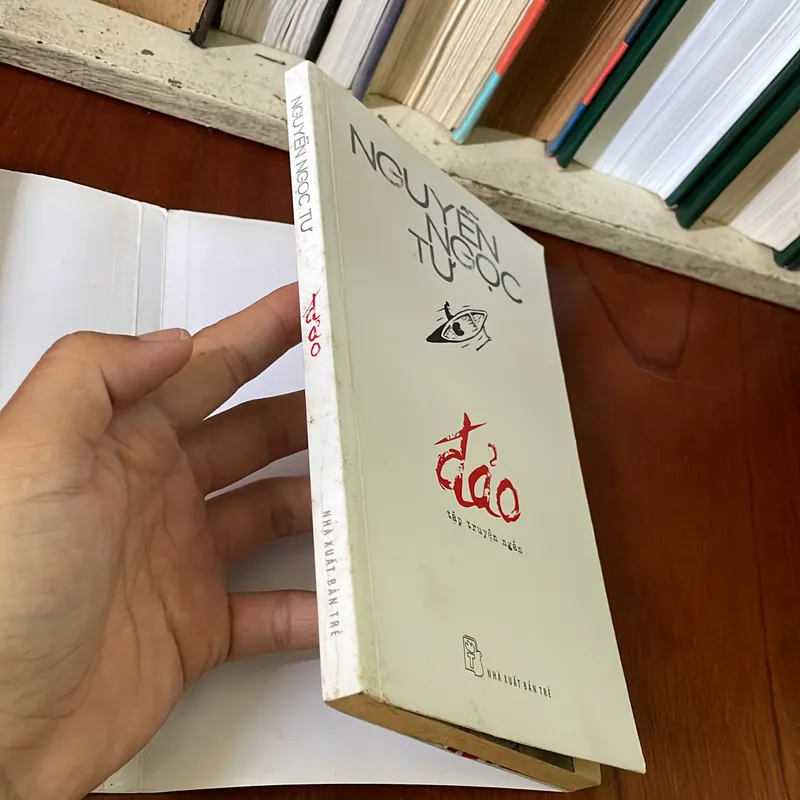 NGUYỄN NGỌC TƯ
đảo
NHÀ XUẤT BẢN TRẺ
NGUYỄN
NGỌC
TƯ
đảo
tập truyện ngắn
NHÀ XUẤT BẢN TRẺ